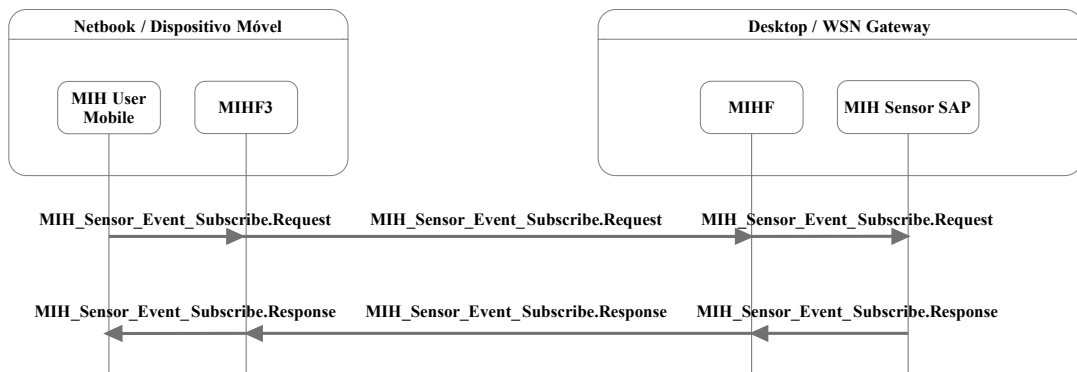 Netbook / Dispositivo Móvel
Desktop / WSN Gateway
MIH User
Mobile
MIHF3
MIHF
MIH Sensor SAP
MIH_Sensor_Event_Subscribe.Request
MIH_Sensor_Event_Subscribe.Request
MIH_Sensor_Event_Subscribe.Request
MIH_Sensor_Event_Subscribe.Response
MIH_Sensor_Event_Subscribe.Response
MIH_Sensor_Event_Subscribe.Response